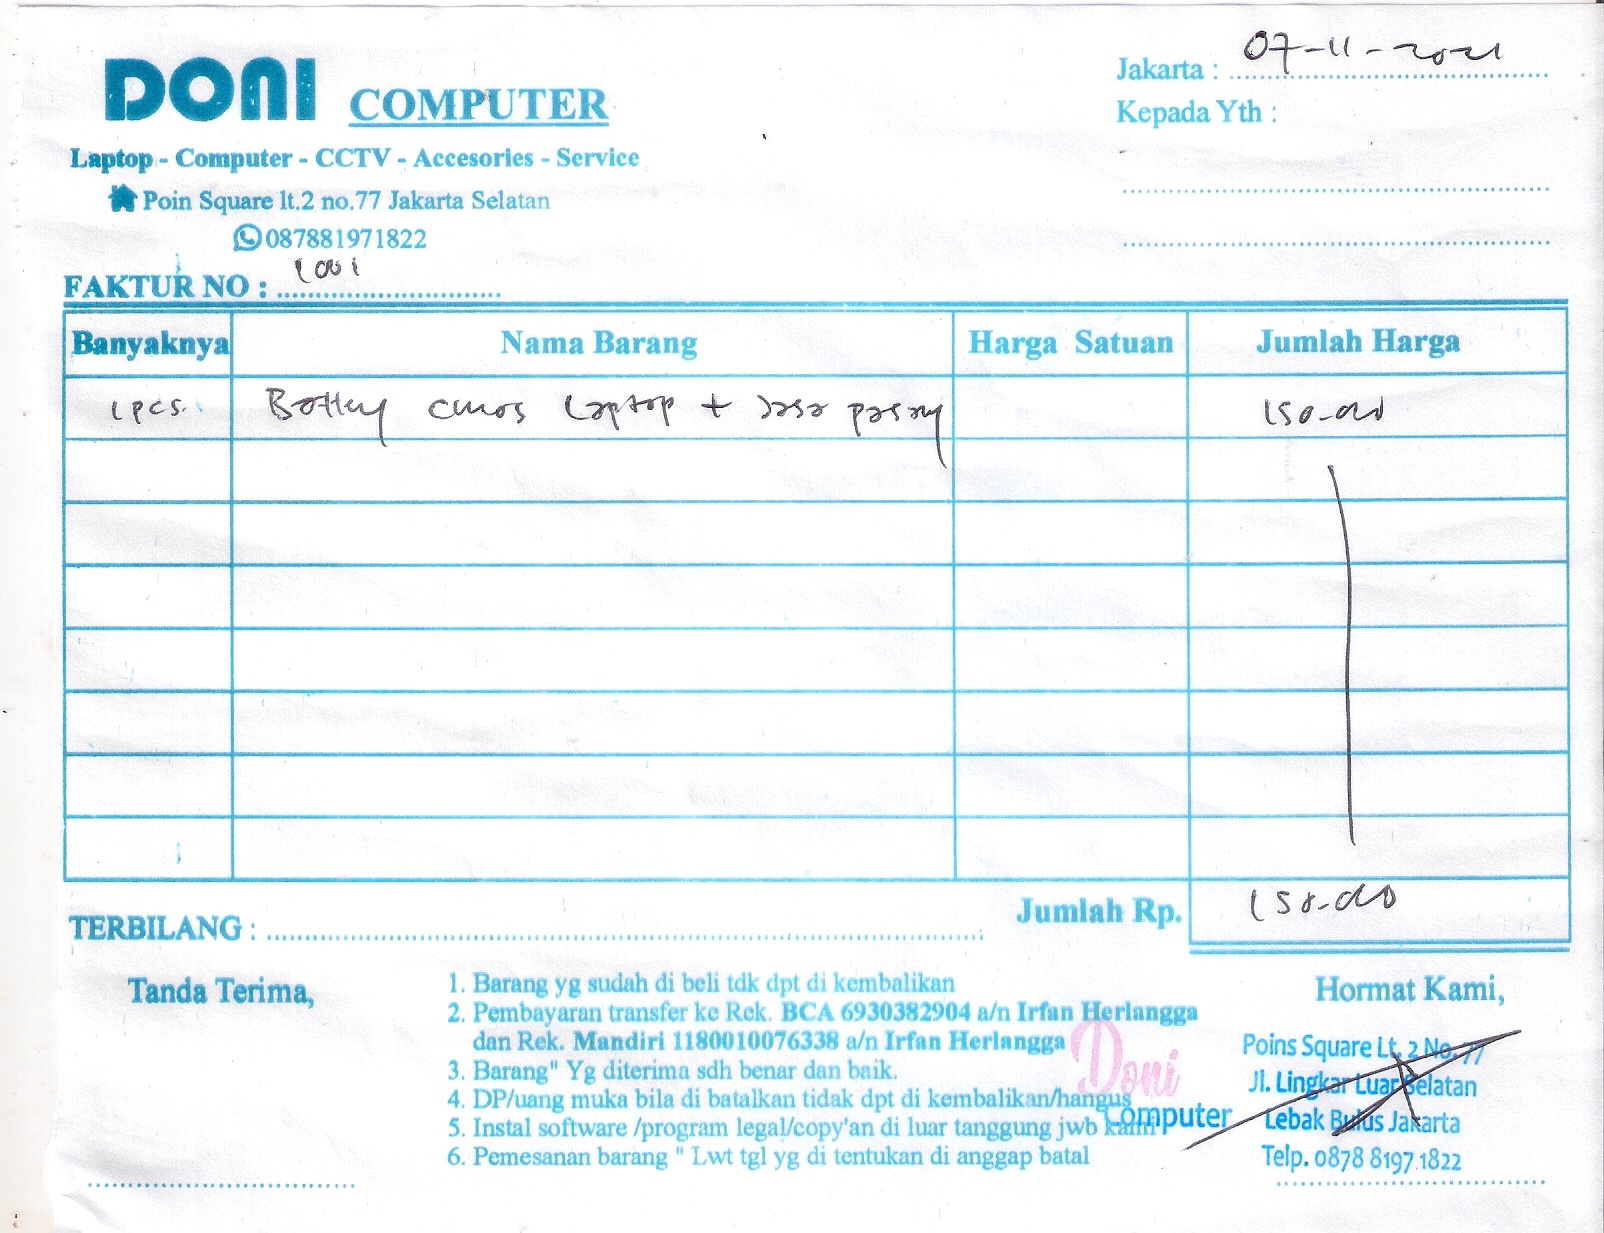 DONI COMPUTER
Laptop - Computer - CCTV - Accesories - Service
Poin Square lt.2 no.77 Jakarta Selatan
087881971822
Jakarta : 07-11-2021
Kepada Yth :
FAKTUR NO : 1001
Banyaknya Nama Barang Harga Satuan Jumlah Harga
1 pcs. Battery cmos Laptop + Jasa pasang 150.000
Jumlah Rp. 150.000
TERBILANG :
Tanda Terima,
1. Barang yg sudah di beli tdk dpt di kembalikan
2. Pembayaran transfer ke Rek. BCA 6930382904 a/n Irfan Herlangga
dan Rek. Mandiri 1180010076338 a/n Irfan Herlangga
3. Barang" Yg diterima sdh benar dan baik.
4. DP/uang muka bila di batalkan tidak dpt di kembalikan/hangus
5. Instal software /program legal/copy'an di luar tanggung jwb kami
6. Pemesanan barang " Lwt tgl yg di tentukan di anggap batal
Hormat Kami,
Doni
Computer
Poins Square Lt. 2 No. 77
Jl. Lingkar Luar Selatan
Lebak Bulus Jakarta
Telp. 0878 8197 1822